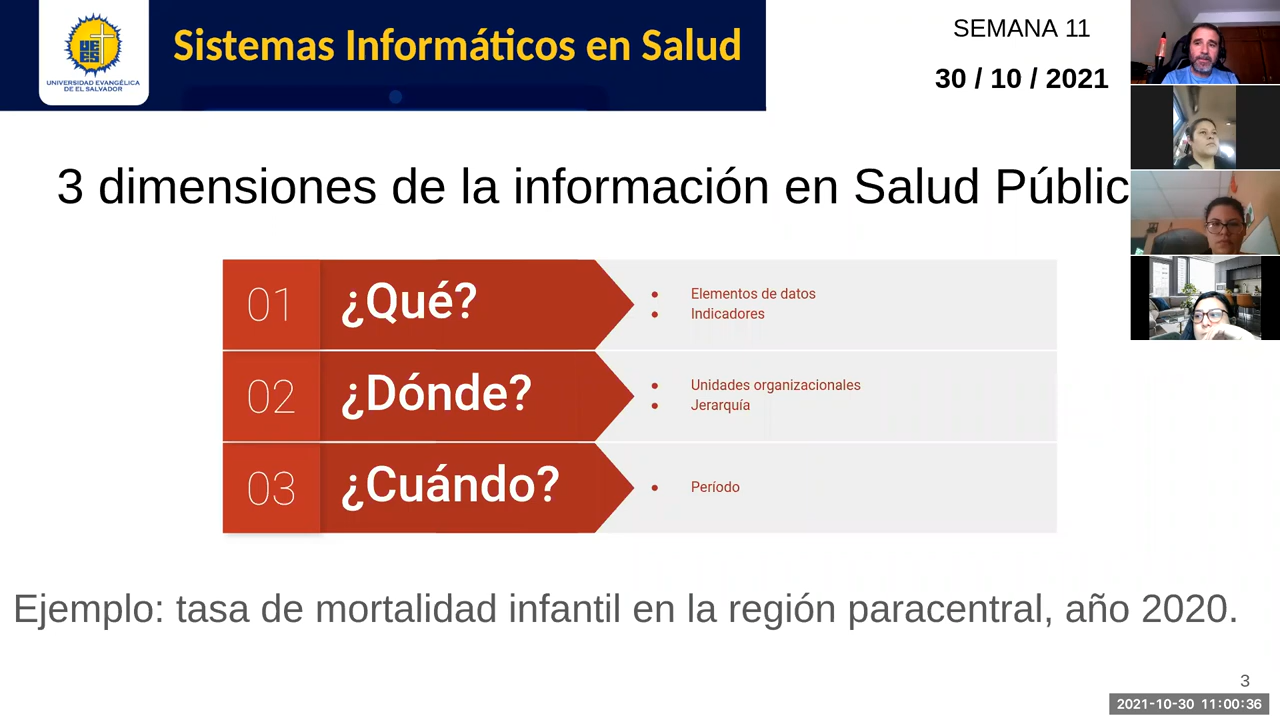 UNIVERSIDAD EVANGÉLICA
DE EL SALVADOR
Sistemas Informáticos en Salud
SEMANA 11
30 / 10 / 2021
3 dimensiones de la información en Salud Públic
01 ¿Qué?
• Elementos de datos
• Indicadores
02 ¿Dónde?
• Unidades organizacionales
• Jerarquía
03 ¿Cuándo?
• Período
Ejemplo: tasa de mortalidad infantil en la región paracentral, año 2020.
3
2021-10-30 11:00:36